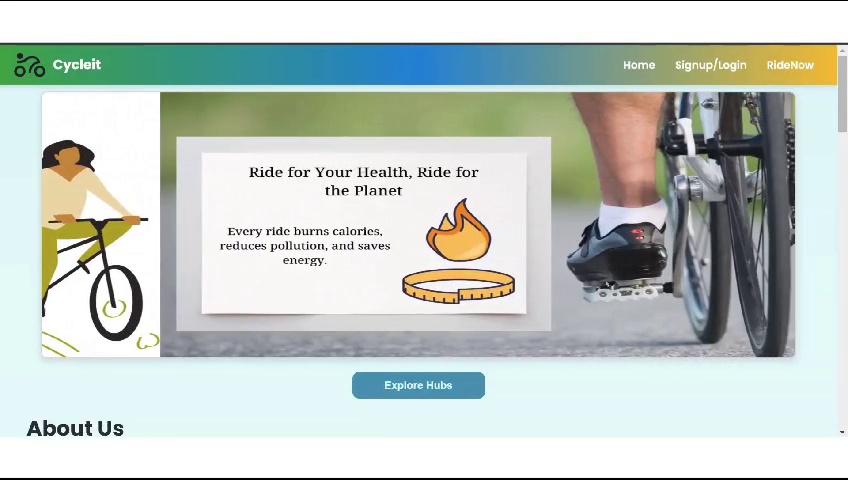 Cycleit
Home
Signup/Login
RideNow
Ride for Your Health, Ride for
the Planet
Every ride burns calories,
reduces pollution, and saves
energy.
Explore Hubs
About Us